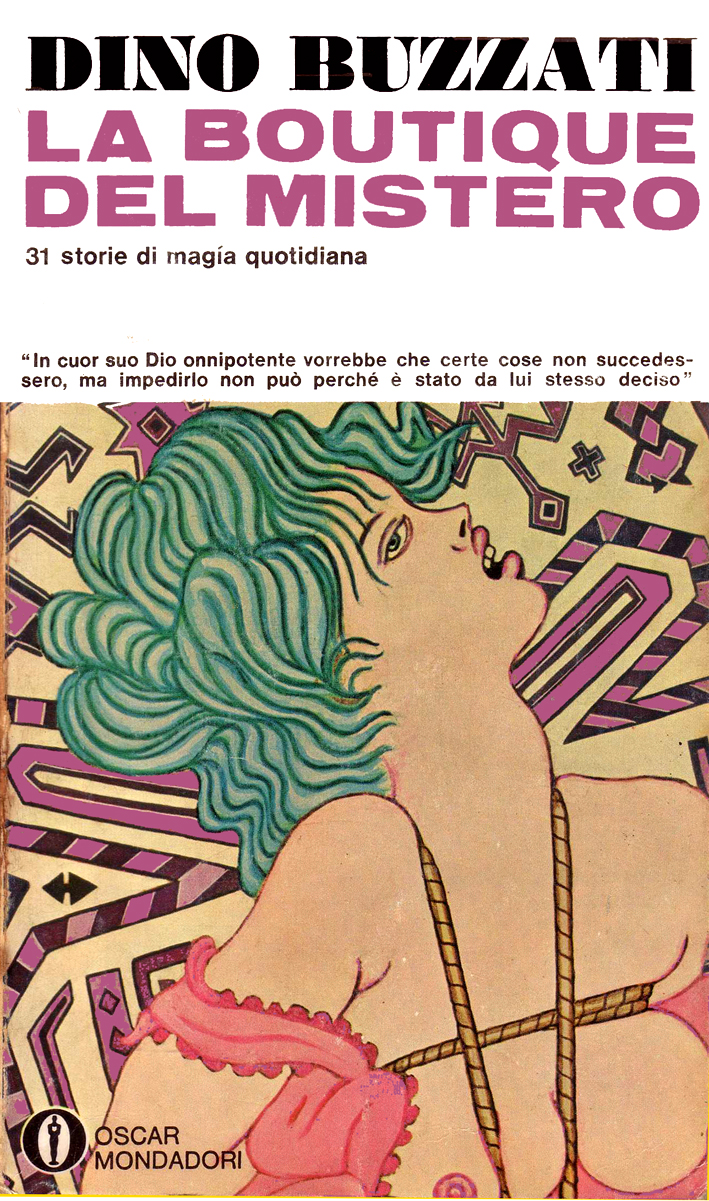 DINO BUZZATI
LA BOUTIQUE
DEL MISTERO
31 storie di magía quotidiana
“In cuor suo Dio onnipotente vorrebbe che certe cose non succedes-
sero, ma impedirlo non può perché è stato da lui stesso deciso”
OSCAR
MONDADORI